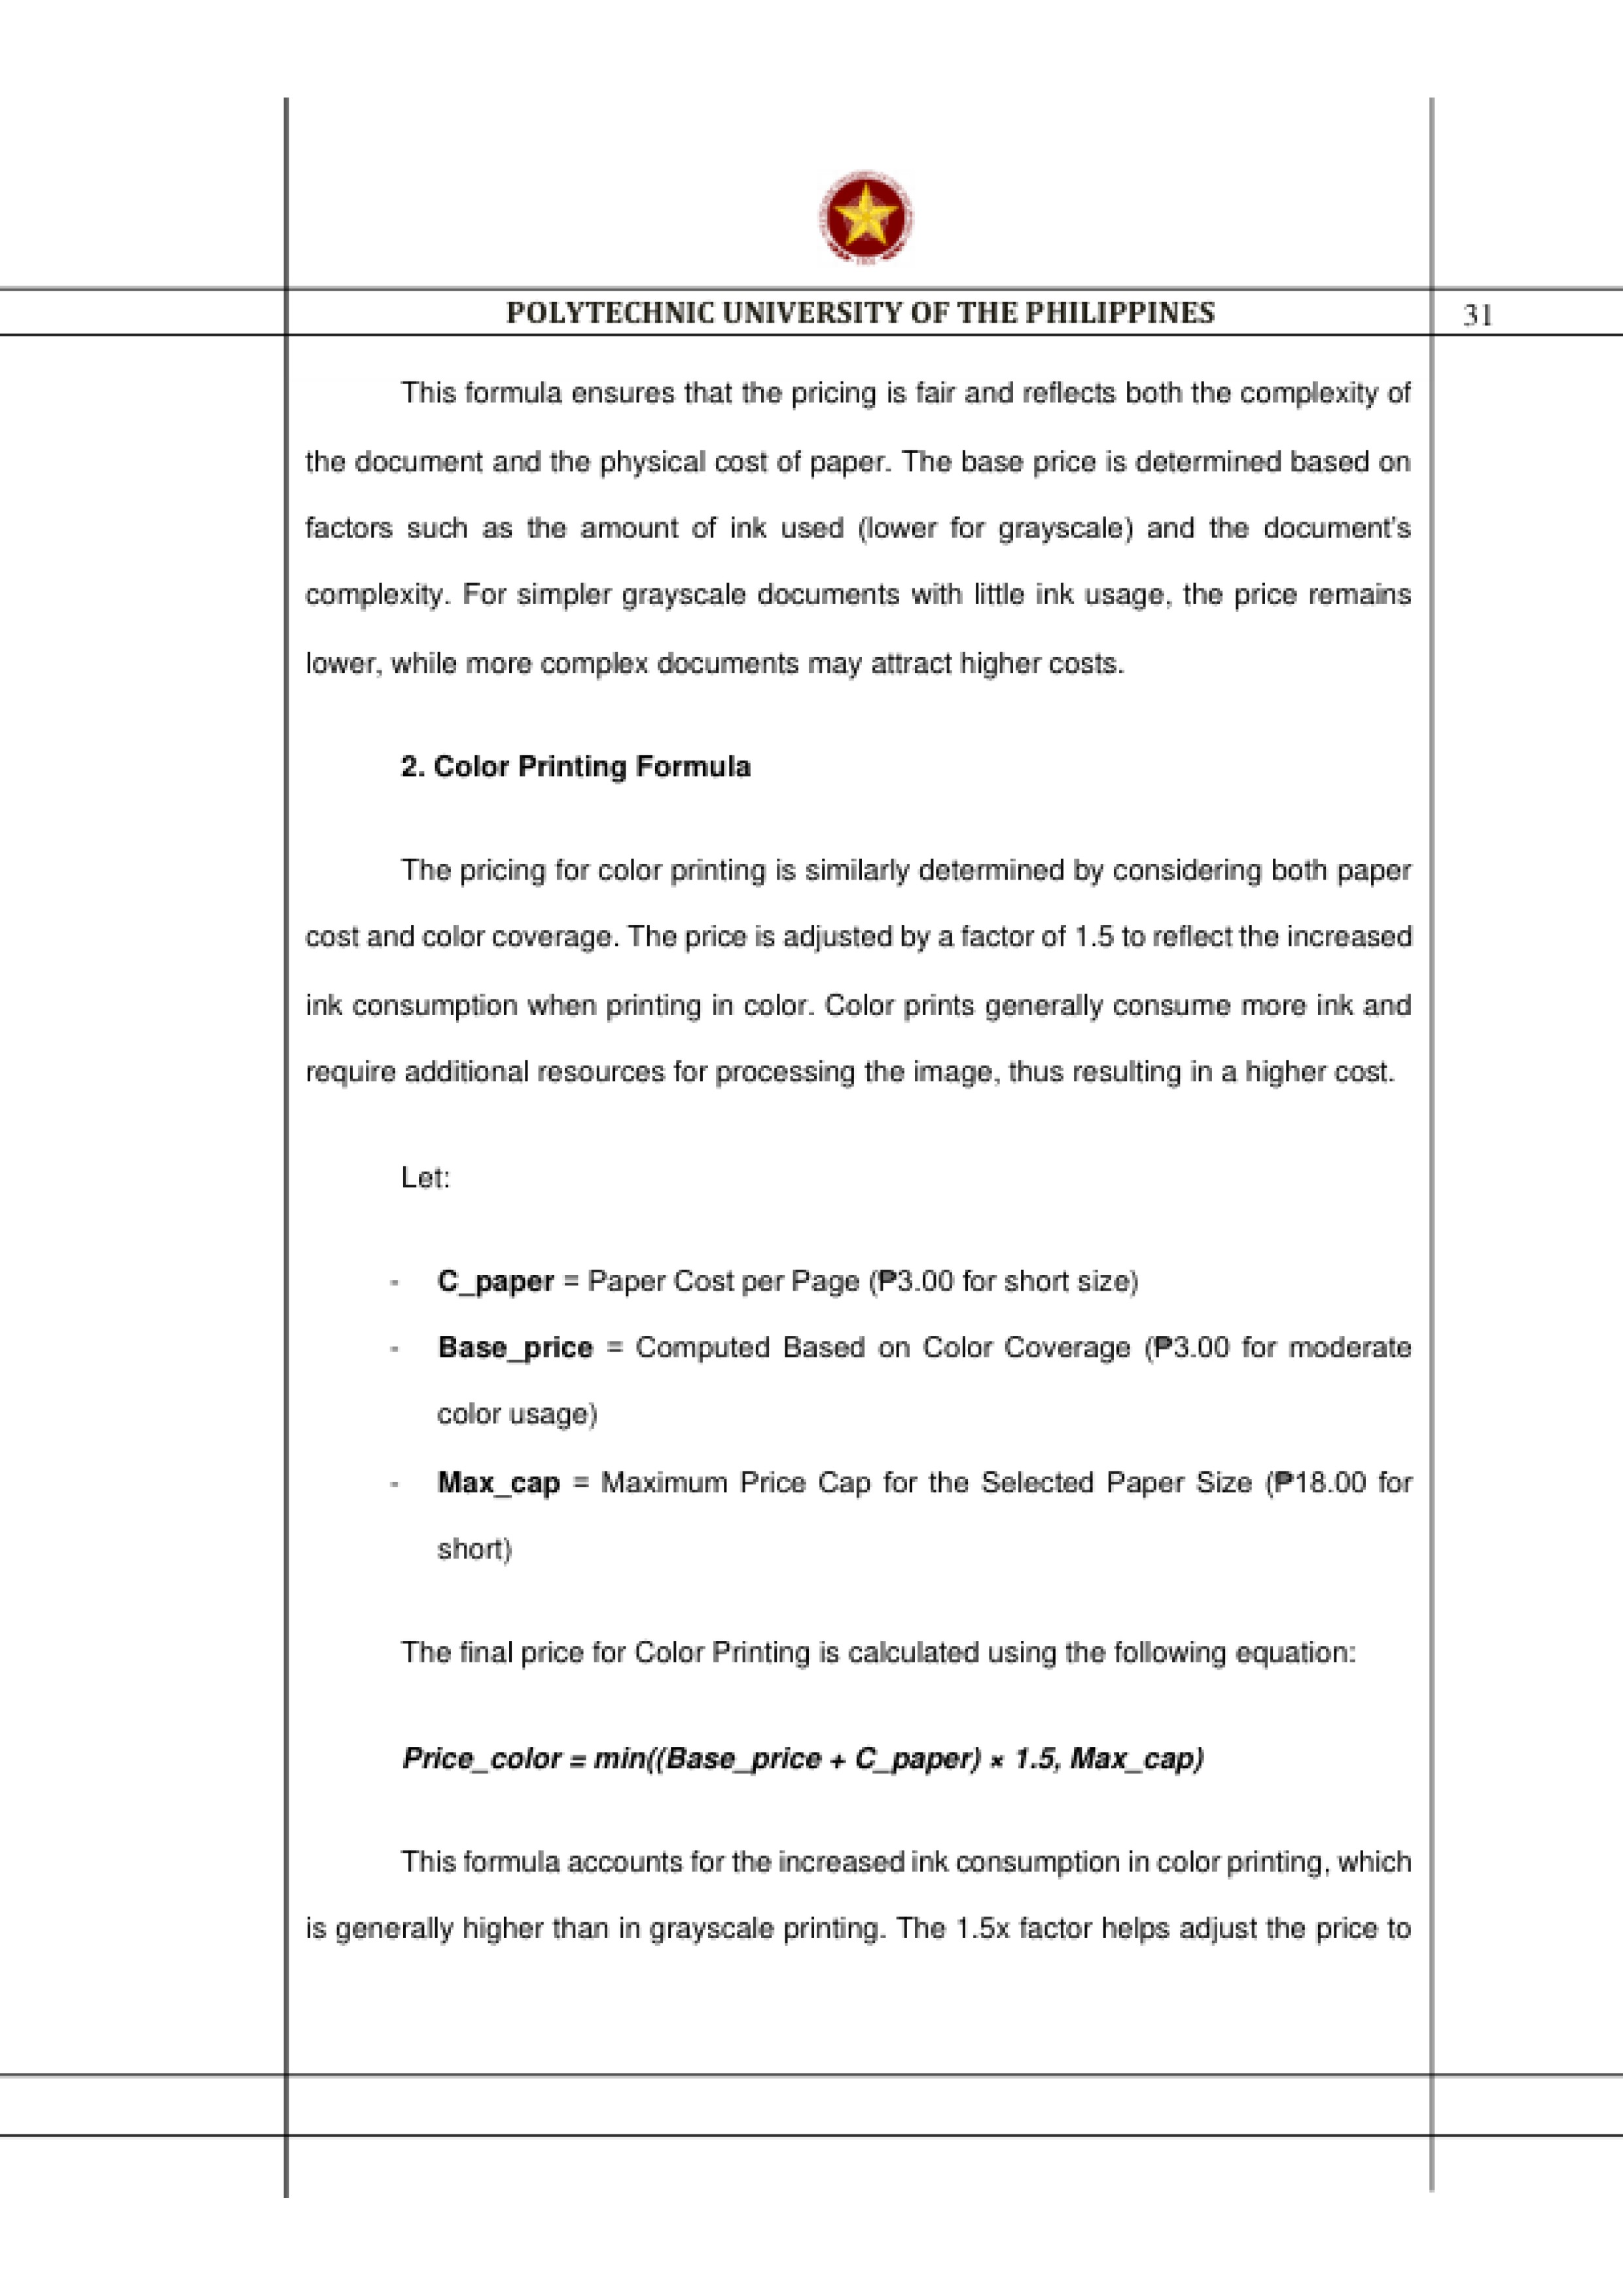 POLYTECHNIC UNIVERSITY OF THE PHILIPPINES
31
This formula ensures that the pricing is fair and reflects both the complexity of
the document and the physical cost of paper. The base price is determined based on
factors such as the amount of ink used (lower for grayscale) and the document's
complexity. For simpler grayscale documents with little ink usage, the price remains
lower, while more complex documents may attract higher costs.
2. Color Printing Formula
The pricing for color printing is similarly determined by considering both paper
cost and color coverage. The price is adjusted by a factor of 1.5 to reflect the increased
ink consumption when printing in color. Color prints generally consume more ink and
require additional resources for processing the image, thus resulting in a higher cost.
Let:
- C_paper = Paper Cost per Page (₱3.00 for short size)
- Base_price = Computed Based on Color Coverage (₱3.00 for moderate
color usage)
- Max_cap = Maximum Price Cap for the Selected Paper Size (₱18.00 for
short)
The final price for Color Printing is calculated using the following equation:
Price_color = min((Base_price + C_paper) × 1.5, Max_cap)
This formula accounts for the increased ink consumption in color printing, which
is generally higher than in grayscale printing. The 1.5x factor helps adjust the price to